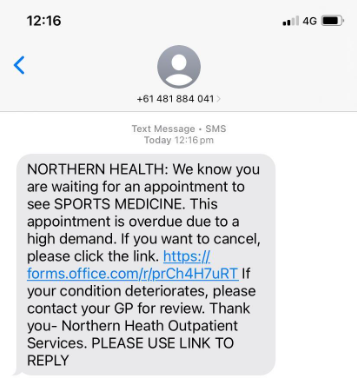 12:16
4G
+61 481 884 041
Text Message • SMS
Today 12:16 pm
NORTHERN HEALTH: We know you
are waiting for an appointment to
see SPORTS MEDICINE. This
appointment is overdue due to a
high demand. If you want to cancel,
please click the link. https://
forms.office.com/r/prCh4H7uRT If
your condition deteriorates, please
contact your GP for review. Thank
you- Northern Heath Outpatient
Services. PLEASE USE LINK TO
REPLY